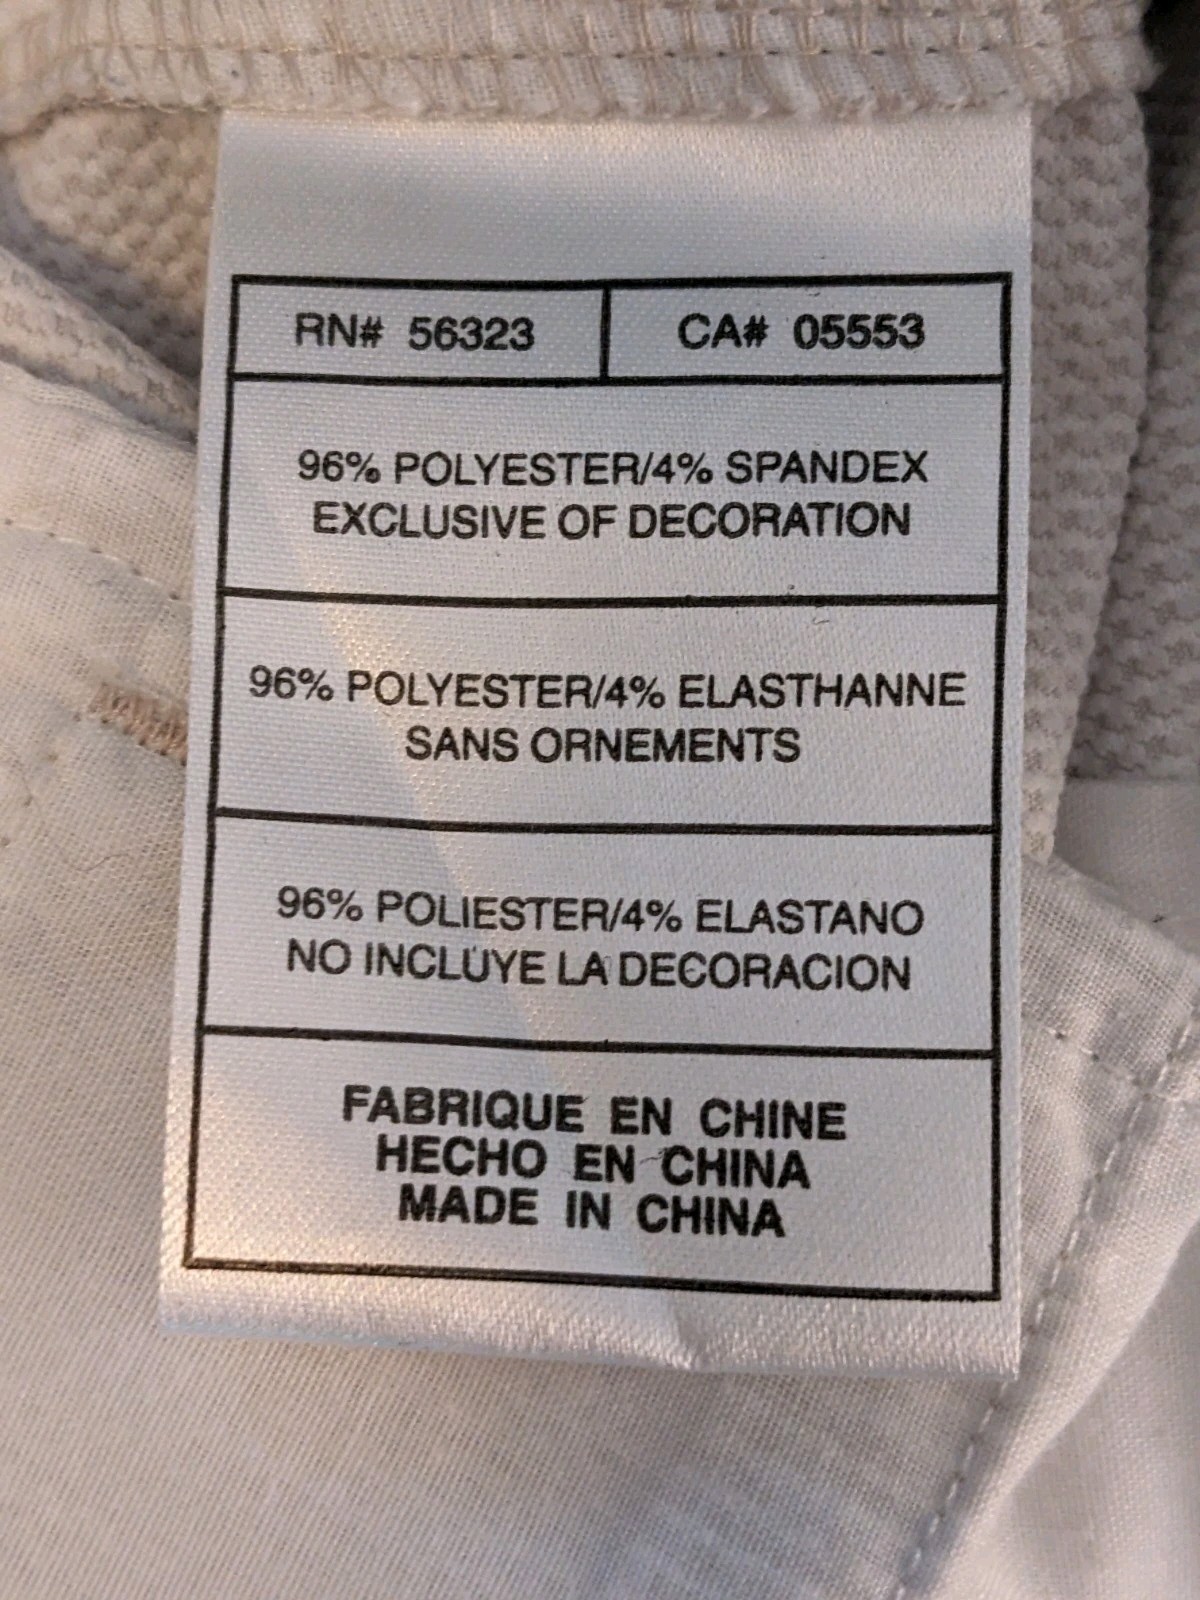 RN# 56323
CA# 05553
96% POLYESTER/4% SPANDEX
EXCLUSIVE OF DECORATION
96% POLYESTER/4% ELASTHANNE
SANS ORNEMENTS
96% POLIESTER/4% ELASTANO
NO INCLUYE LA DECORACION
FABRIQUE EN CHINE
HECHO EN CHINA
MADE IN CHINA